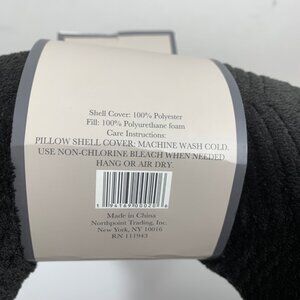 Shell Cover: 100% Polyester
Fill: 100% Polyurethane foam
Care Instructions:
PILLOW SHELL COVER: MACHINE WASH COLD.
USE NON-CHLORINE BLEACH WHEN NEEDED
HANG OR AIR DRY.
Made in China
Northpoint Trading, Inc.
New York, NY 10016
RN 111943